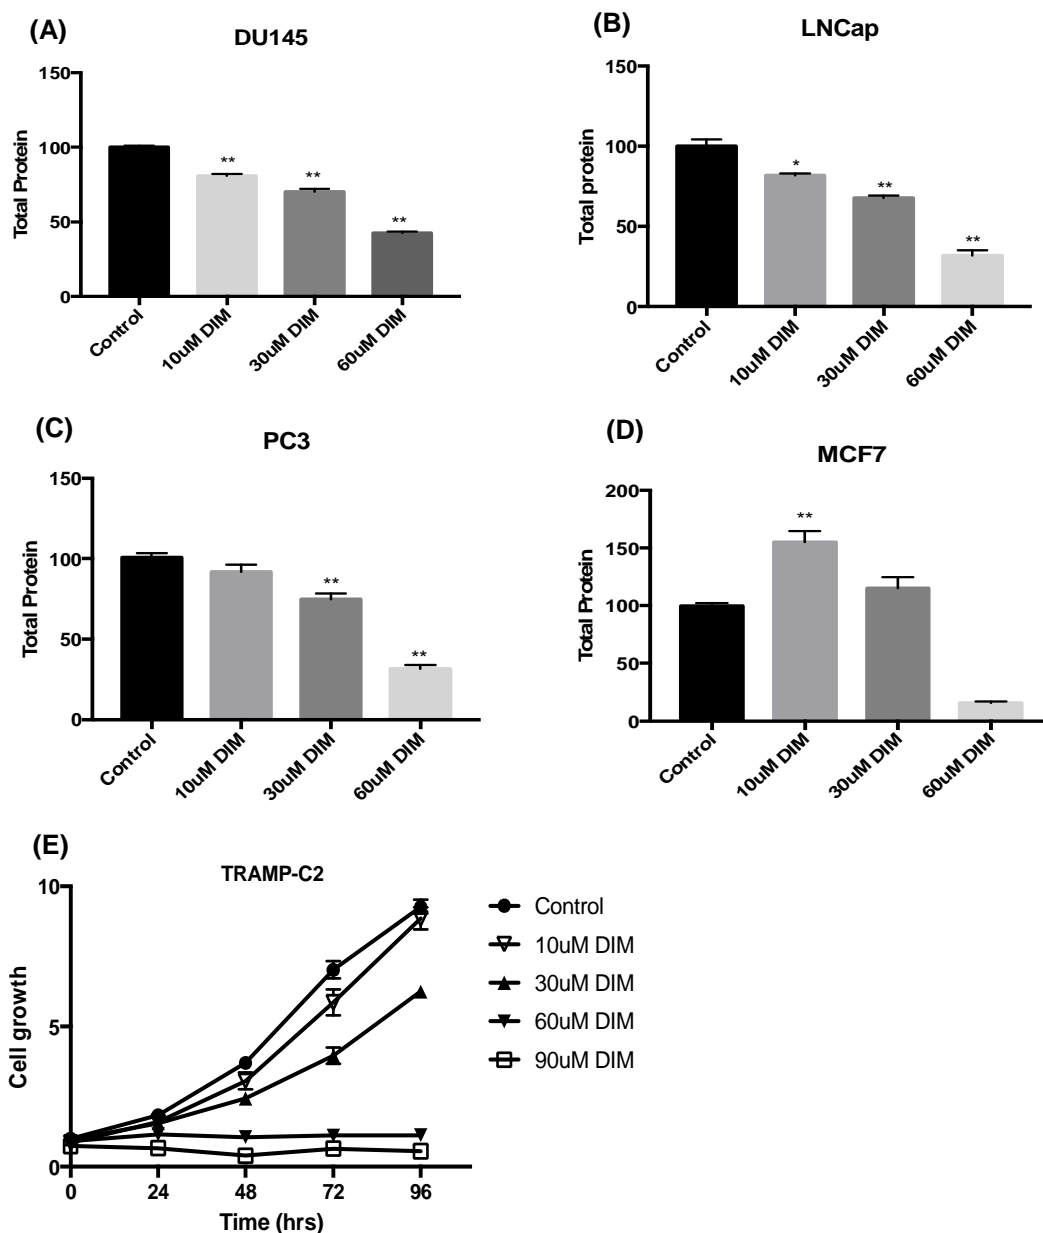 (A)
DU145
Total Protein
150
100
50
0
**
**
**
Control
10uM DIM
30uM DIM
60uM DIM
(B)
LNCap
Total protein
150
100
50
0
*
**
**
Control
10uM DIM
30uM DIM
60uM DIM
(C)
PC3
Total Protein
150
100
50
0
**
**
Control
10uM DIM
30uM DIM
60uM DIM
(D)
MCF7
Total Protein
200
150
100
50
0
**
Control
10uM DIM
30uM DIM
60uM DIM
(E)
TRAMP-C2
Cell growth
10
5
0
0 24 48 72 96
Time (hrs)
Control
10uM DIM
30uM DIM
60uM DIM
90uM DIM